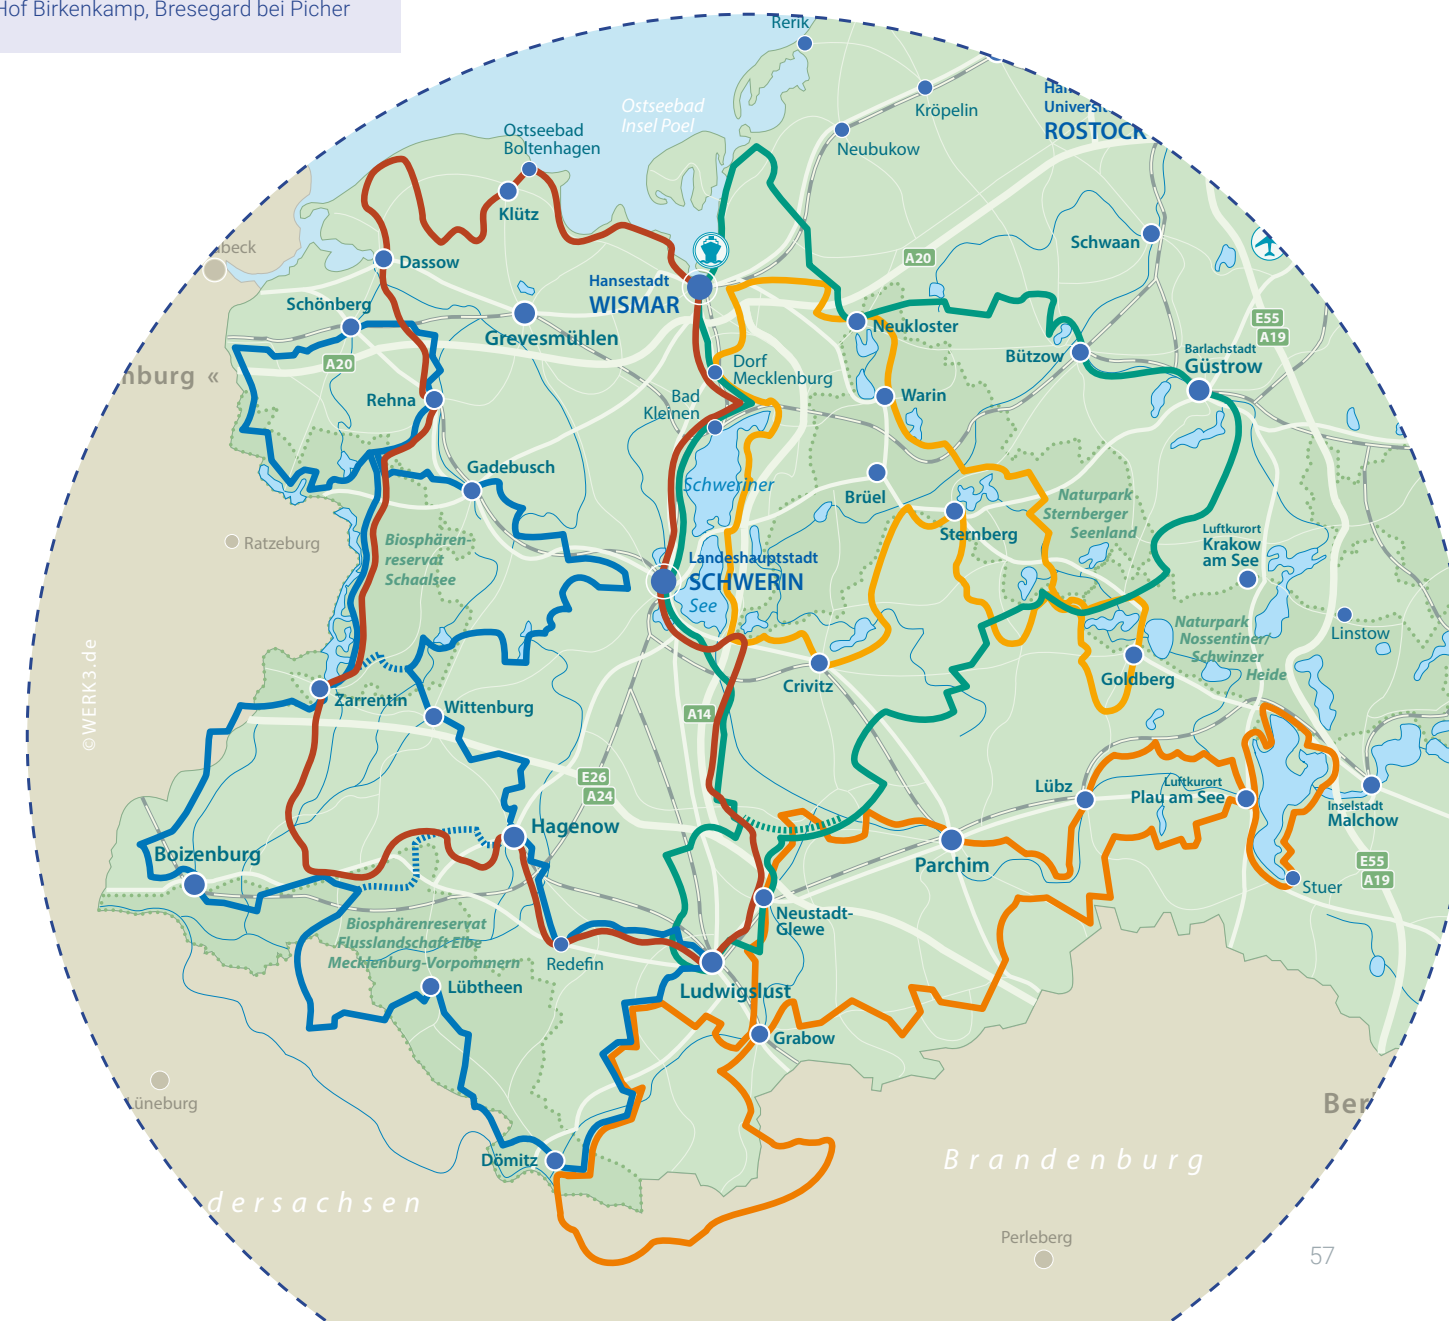 Hof Birkenkamp, Bresegard bei Picher
Rerik
Kröpelin
Neubukow
ROSTOCK
Ostseebad
Insel Poel
Ostseebad
Boltenhagen
Klütz
Dassow
Schönberg
Hansestadt
WISMAR
Grevesmühlen
A20
A20
Schwaan
E55
A19
Neukloster
Bützow
Barlachstadt
Güstrow
Dorf
Mecklenburg
Bad
Kleinen
Rehna
Warin
Gadebusch
Schweriner
Brüel
Sternberg
Naturpark
Sternberger
Seenland
Luftkurort
Krakow
am See
Ratzeburg
Biosphären-
reservat
Schaalsee
Landeshauptstadt
SCHWERIN
See
Naturpark
Nossentiner/
Schwinzer
Heide
Linstow
Goldberg
Crivitz
Zarrentin
Wittenburg
A14
©WERK3.de
E26
A24
Lübz
Luftkurort
Plau am See
Inselstadt
Malchow
Hagenow
Boizenburg
Parchim
E55
A19
Stuer
Neustadt-
Glewe
Biosphärenreservat
Flusslandschaft Elbe
Mecklenburg-Vorpommern
Redefin
Lübtheen
Ludwigslust
Grabow
Dömitz
Brandenburg
Perleberg
57